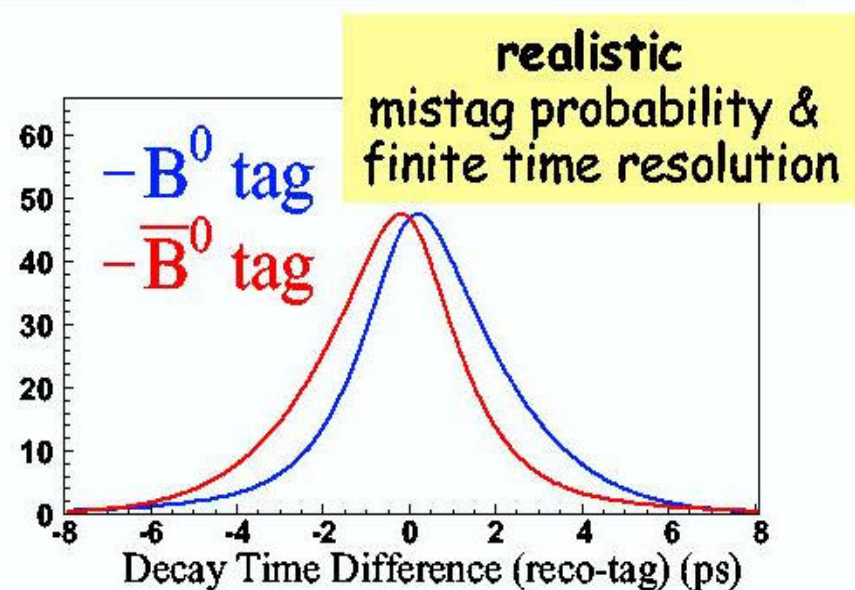 realistic
mistag probability &
finite time resolution
60
50
40
30
20
10
0
–B⁰ tag
–B̅⁰ tag
-8 -6 -4 -2 0 2 4 6 8
Decay Time Difference (reco-tag) (ps)